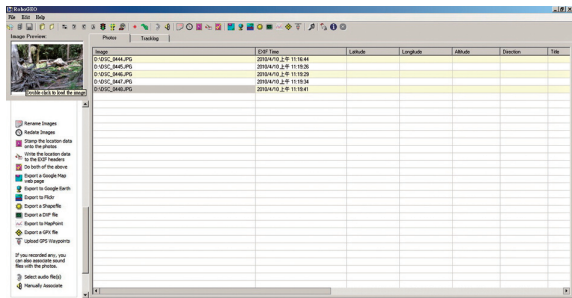 RoboGEO
File Edit Help
Image Preview:
Photos Tracklog
Image EXIF Time Latitude Longitude Altitude Direction Title
D:\DSC_0444.JPG 2010/4/10 上午 11:16:44
D:\DSC_0445.JPG 2010/4/10 上午 11:19:26
D:\DSC_0446.JPG 2010/4/10 上午 11:19:29
D:\DSC_0447.JPG 2010/4/10 上午 11:19:34
D:\DSC_0448.JPG 2010/4/10 上午 11:19:41
Double click to load the image
Rename Images
Redate Images
Stamp the location data
onto the photos
Write the location data
to the EXIF headers
Do both of the above
Export a Google Map
web page
Export to Google Earth
Export to Flickr
Export a Shapefile
Export a DXF file
Export to MapPoint
Export a GPX file
Upload GPS Waypoints
If you recorded any, you
can also associate sound
files with the photos.
Select audio file(s)
Manually Associate